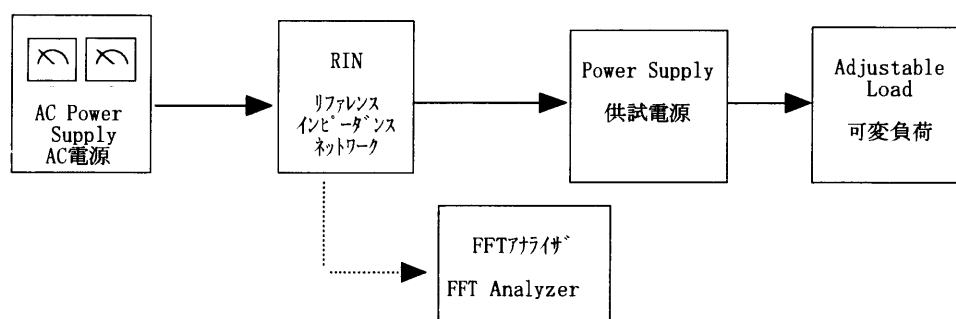 AC Power
Supply
AC電源
RIN
リファレンス
インピーダンス
ネットワーク
Power Supply
供試電源
Adjustable
Load
可変負荷
FFTアナライザ
FFT Analyzer